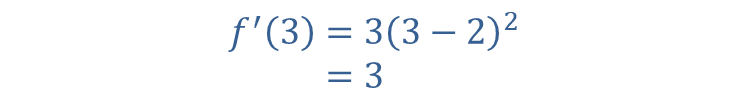 f′(3) = 3(3 − 2)²
= 3